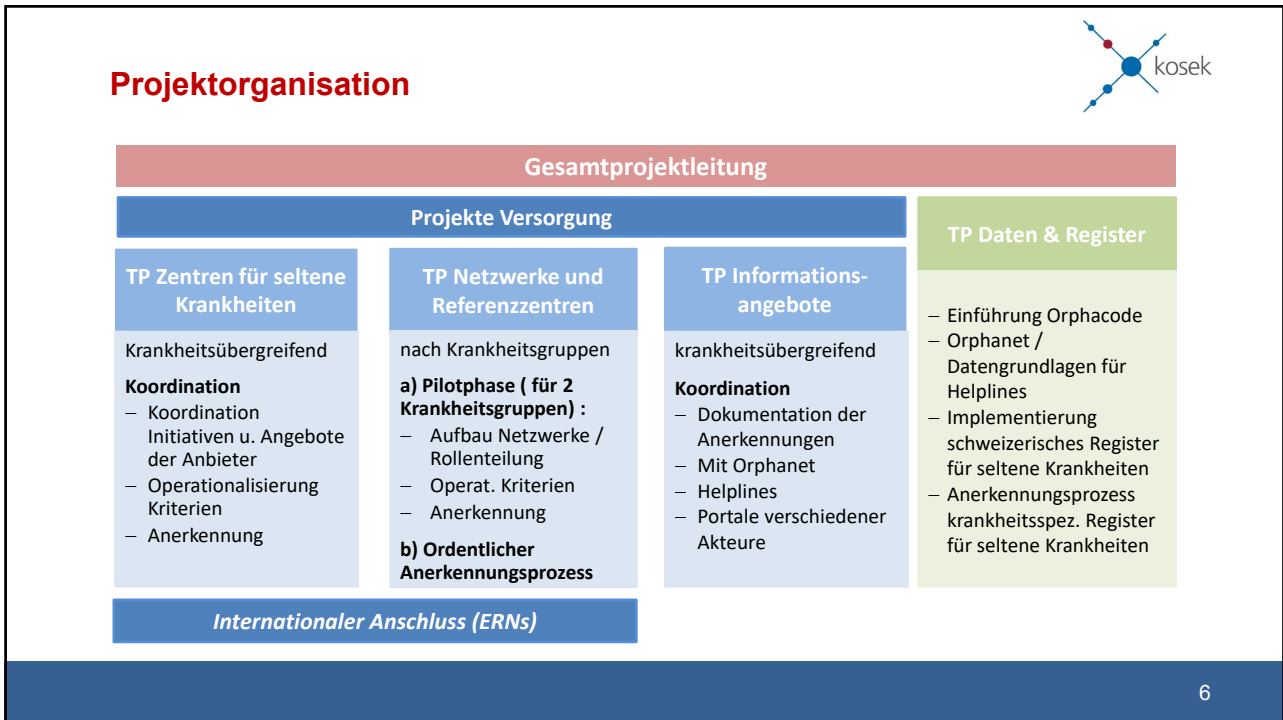 Projektorganisation
kosek
Gesamtprojektleitung
Projekte Versorgung
TP Zentren für seltene
Krankheiten
Krankheitsübergreifend
Koordination
– Koordination
Initiativen u. Angebote
der Anbieter
– Operationalisierung
Kriterien
– Anerkennung
TP Netzwerke und
Referenzzentren
nach Krankheitsgruppen
a) Pilotphase ( für 2
Krankheitsgruppen) :
– Aufbau Netzwerke /
Rollenteilung
– Operat. Kriterien
– Anerkennung
b) Ordentlicher
Anerkennungsprozess
TP Informations-
angebote
krankheitsübergreifend
Koordination
– Dokumentation der
Anerkennungen
– Mit Orphanet
– Helplines
– Portale verschiedener
Akteure
TP Daten & Register
– Einführung Orphacode
– Orphanet /
Datengrundlagen für
Helplines
– Implementierung
schweizerisches Register
für seltene Krankheiten
– Anerkennungsprozess
krankheitsspez. Register
für seltene Krankheiten
Internationaler Anschluss (ERNs)
6